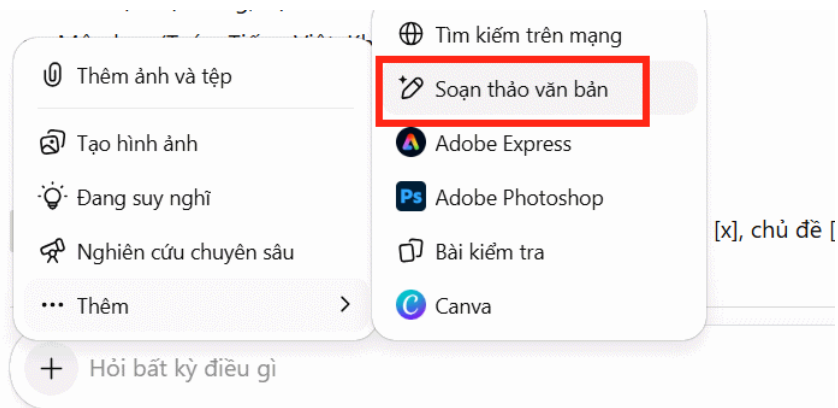 Thêm ảnh và tệp
Tạo hình ảnh
Đang suy nghĩ
Nghiên cứu chuyên sâu
Thêm
Tìm kiếm trên mạng
Soạn thảo văn bản
Adobe Express
Ps Adobe Photoshop
Bài kiểm tra
Canva
[x], chủ đề [
Hỏi bất kỳ điều gì